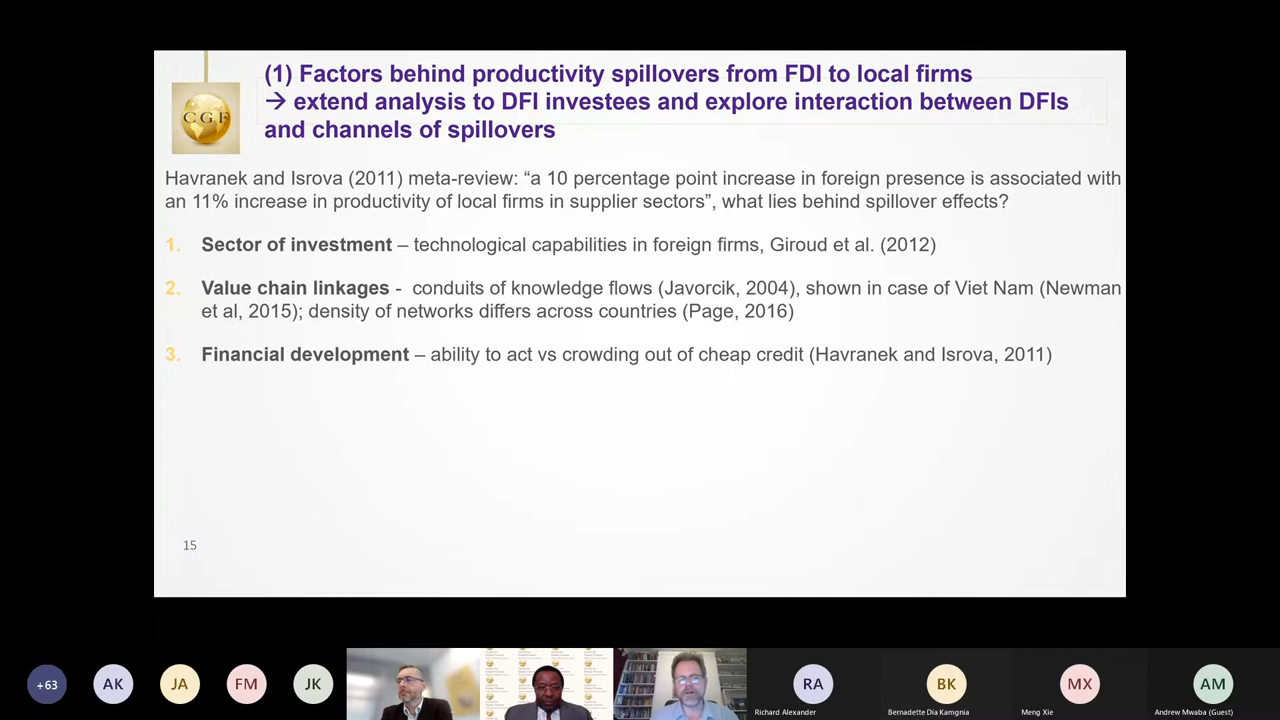 (1) Factors behind productivity spillovers from FDI to local firms
→ extend analysis to DFI investees and explore interaction between DFIs
and channels of spillovers
CGF
Havranek and Isrova (2011) meta-review: “a 10 percentage point increase in foreign presence is associated with
an 11% increase in productivity of local firms in supplier sectors”, what lies behind spillover effects?
1. Sector of investment – technological capabilities in foreign firms, Giroud et al. (2012)
2. Value chain linkages - conduits of knowledge flows (Javorcik, 2004), shown in case of Viet Nam (Newman
et al, 2015); density of networks differs across countries (Page, 2016)
3. Financial development – ability to act vs crowding out of cheap credit (Havranek and Isrova, 2011)
15
+63
AK
JA
FM
JK
RA
BK
MX
AM
Richard Alexander
Bernadette Dia Kamgnia
Meng Xie
Andrew Mwaba (Guest)